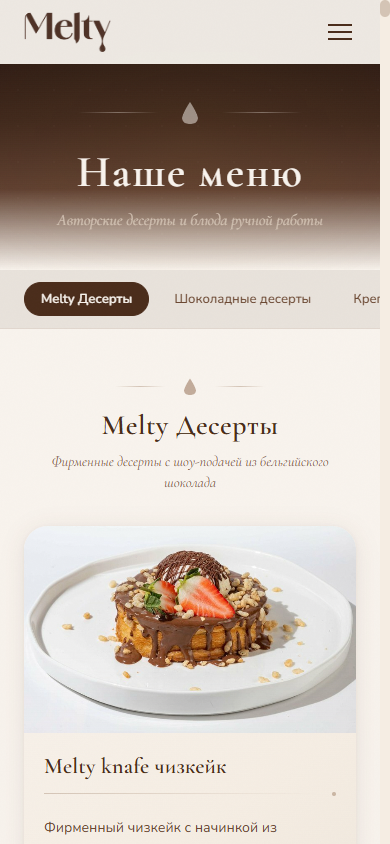 Melty
Наше меню
Авторские десерты и блюда ручной работы
Melty Десерты
Шоколадные десерты
Melty Десерты
Фирменные десерты с шоу-подачей из бельгийского
шоколада
Melty knafe чизкейк
Фирменный чизкейк с начинкой из